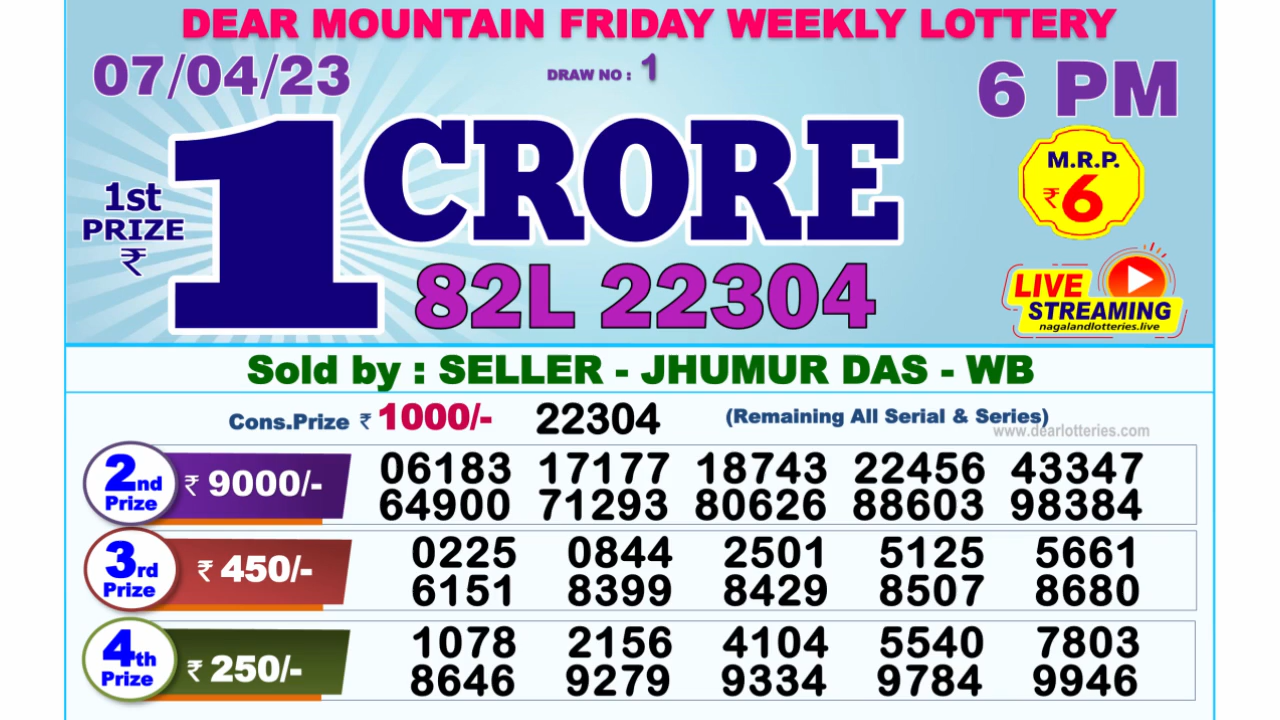 DEAR MOUNTAIN FRIDAY WEEKLY LOTTERY
07/04/23
DRAW NO : 1
6 PM
1st
PRIZE
₹
1 CRORE
M.R.P.
₹6
82L 22304
LIVE
STREAMING
nagalandlotteries.live
Sold by : SELLER - JHUMUR DAS - WB
Cons.Prize ₹ 1000/- 22304 (Remaining All Serial & Series)
www.dearlotteries.com
2nd Prize ₹ 9000/-
06183 17177 18743 22456 43347
64900 71293 80626 88603 98384
3rd Prize ₹ 450/-
0225 0844 2501 5125 5661
6151 8399 8429 8507 8680
4th Prize ₹ 250/-
1078 2156 4104 5540 7803
8646 9279 9334 9784 9946